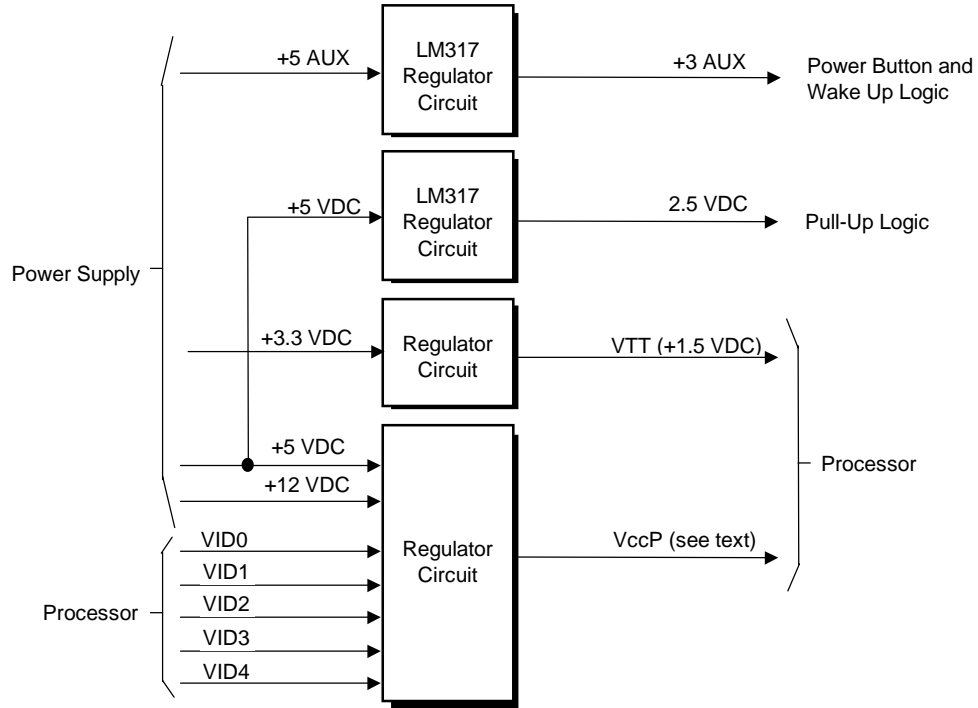 +5 AUX
LM317
Regulator
Circuit
+3 AUX
Power Button and
Wake Up Logic
+5 VDC
LM317
Regulator
Circuit
2.5 VDC
Pull-Up Logic
Power Supply
+3.3 VDC
Regulator
Circuit
VTT (+1.5 VDC)
+5 VDC
+12 VDC
Processor
VID0
VID1
VID2
VID3
VID4
Processor
Regulator
Circuit
VccP (see text)